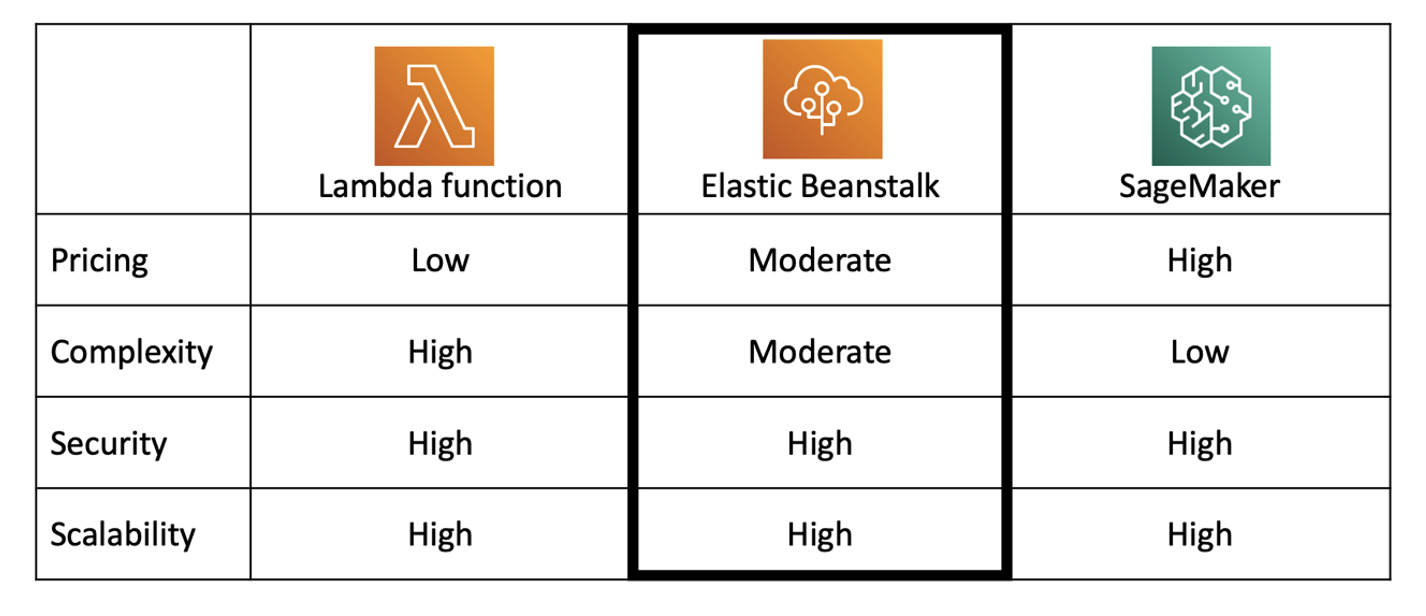 Lambda function Elastic Beanstalk SageMaker
Pricing Low Moderate High
Complexity High Moderate Low
Security High High High
Scalability High High High